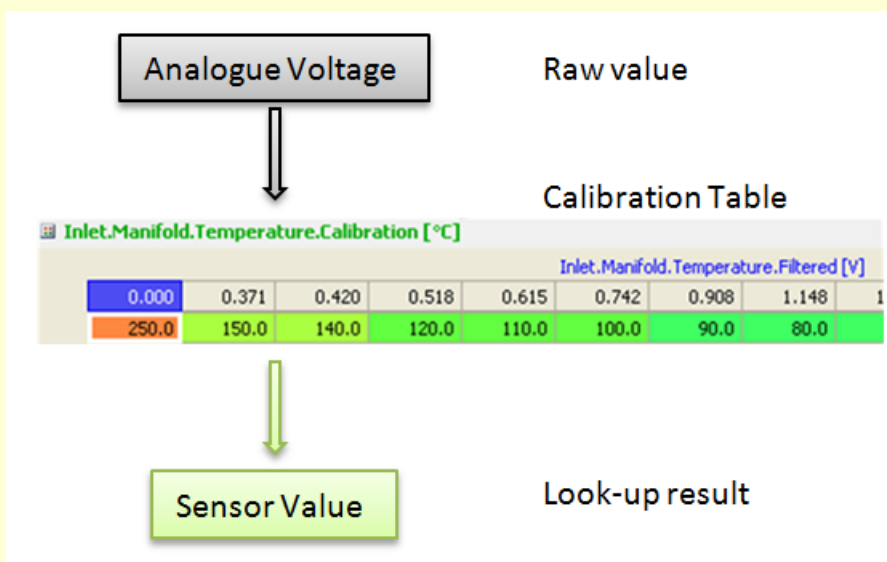 Analogue Voltage Raw value
Calibration Table
Inlet.Manifold.Temperature.Calibration [°C]
Inlet.Manifold.Temperature.Filtered [V]
0.000 0.371 0.420 0.518 0.615 0.742 0.908 1.148 1
250.0 150.0 140.0 120.0 110.0 100.0 90.0 80.0
Sensor Value Look-up result